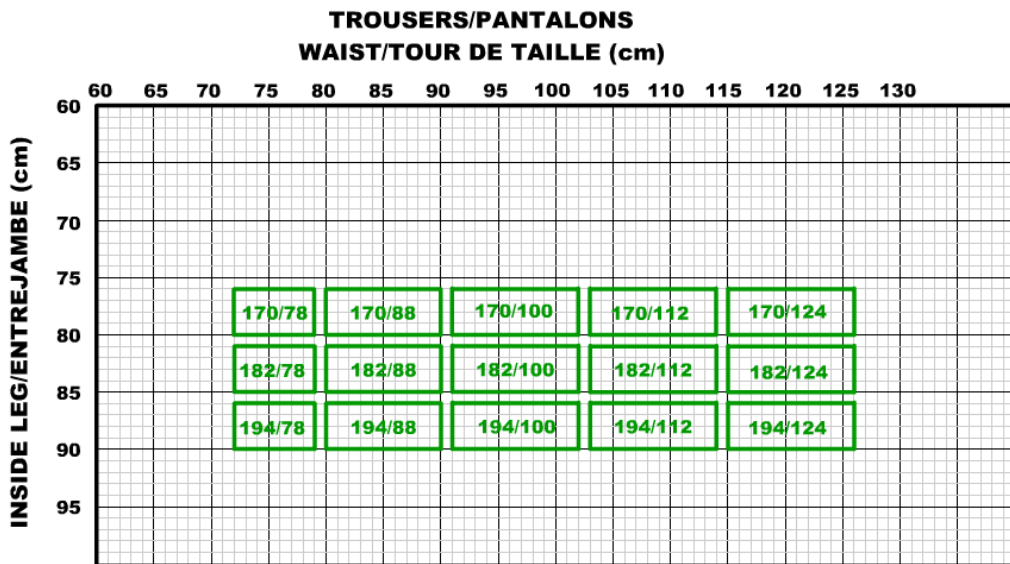 TROUSERS/PANTALONS
WAIST/TOUR DE TAILLE (cm)
60 65 70 75 80 85 90 95 100 105 110 115 120 125 130
INSIDE LEG/ENTREJAMBE (cm)
60
65
70
75
170/78 170/88 170/100 170/112 170/124
80
182/78 182/88 182/100 182/112 182/124
85
194/78 194/88 194/100 194/112 194/124
90
95